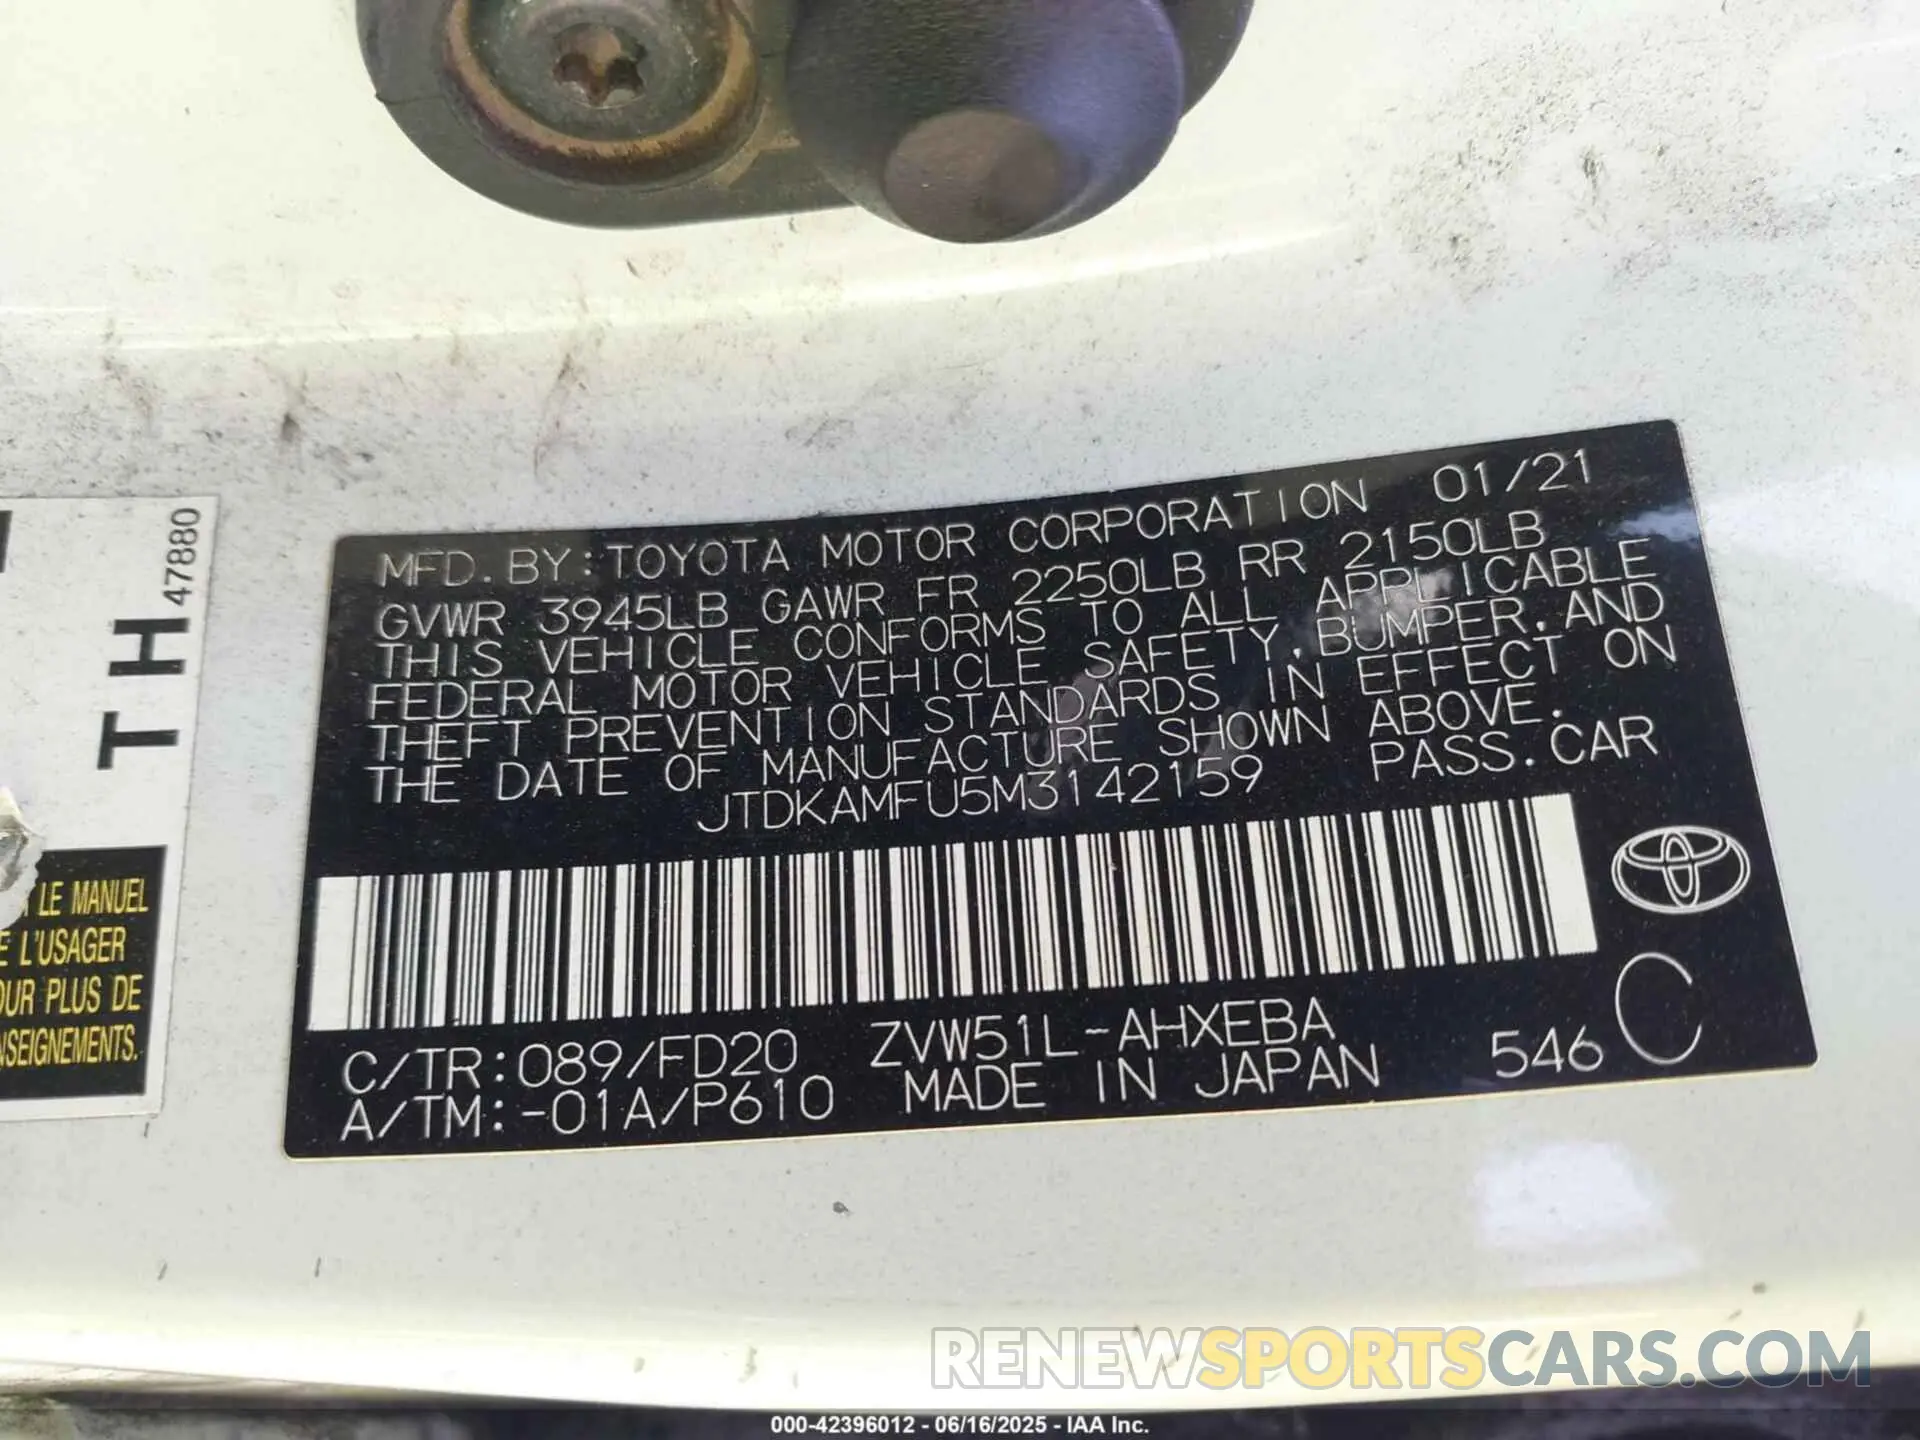 MFD. BY: TOYOTA MOTOR CORPORATION 01/21
GVWR 3945LB GAWR FR 2250LB RR 2150LB
THIS VEHICLE CONFORMS TO ALL APPLICABLE
FEDERAL MOTOR VEHICLE SAFETY, BUMPER, AND
THEFT PREVENTION STANDARDS IN EFFECT ON
THE DATE OF MANUFACTURE SHOWN ABOVE.
JTDKAMFU5M3142159 PASS. CAR
C/TR: 089/FD20 ZVW51L-AHXEBA
A/TM: -01A/P610 MADE IN JAPAN 546 C
TH
47880
LE MANUEL
L'USAGER
PLUS DE
RENEWSPORTSCARS.COM
000-42396012 - 06/16/2025 - IAA Inc.